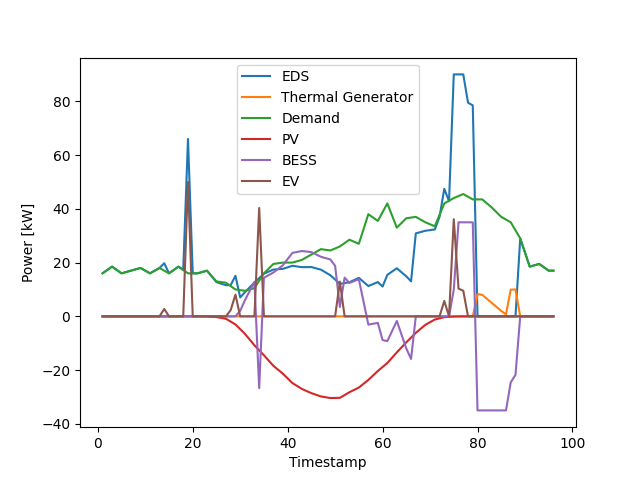 EDS
Thermal Generator
Demand
PV
BESS
EV
Power [kW]
80
60
40
20
0
−20
−40
0 20 40 60 80 100
Timestamp